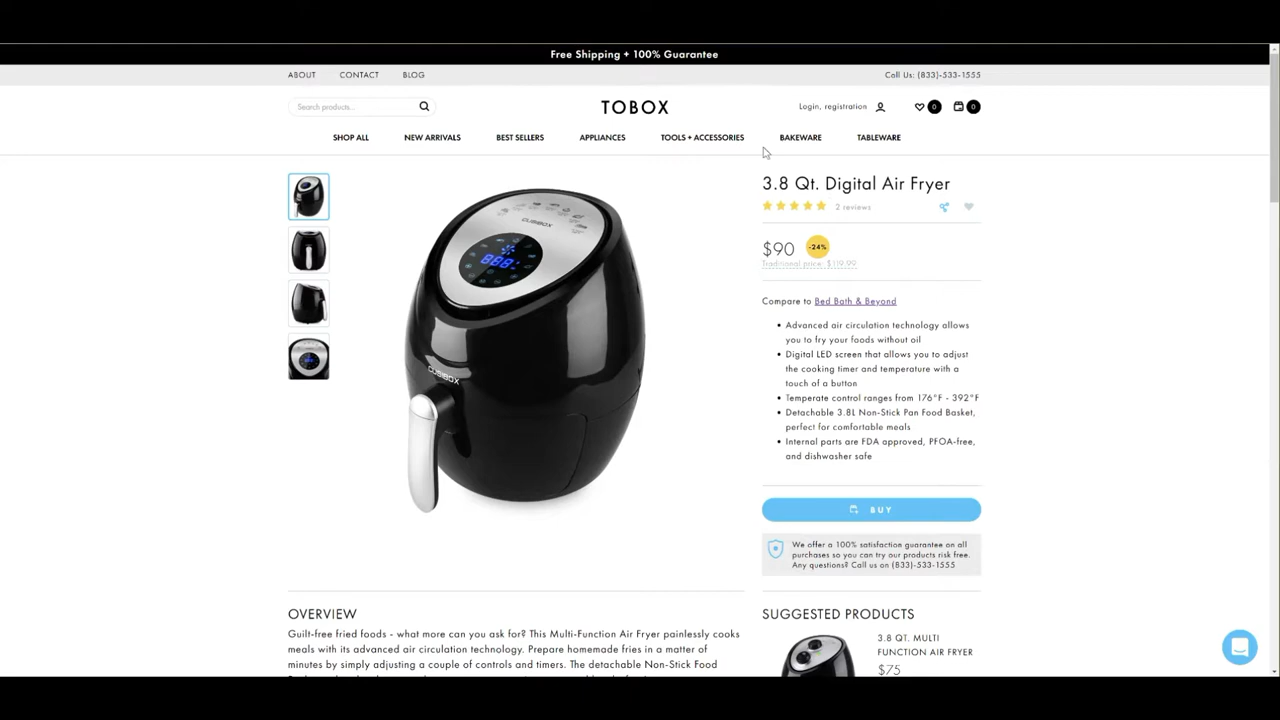 Free Shipping + 100% Guarantee
ABOUT CONTACT BLOG Call Us: (833)-533-1555
Search products... TOBOX Login, registration 0 0
SHOP ALL NEW ARRIVALS BEST SELLERS APPLIANCES TOOLS + ACCESSORIES BAKEWARE TABLEWARE
3.8 Qt. Digital Air Fryer
2 reviews
$90 -24%
Traditional price: $119.99
Compare to Bed Bath & Beyond
• Advanced air circulation technology allows
you to fry your foods without oil
• Digital LED screen that allows you to adjust
the cooking timer and temperature with a
touch of a button
• Temperate control ranges from 176°F - 392°F
• Detachable 3.8L Non-Stick Pan Food Basket,
perfect for comfortable meals
• Internal parts are FDA approved, PFOA-free,
and dishwasher safe
BUY
We offer a 100% satisfaction guarantee on all
purchases so you can try our products risk free.
Any questions? Call us on (833)-533-1555
CUSIBOX
888
CUSIBOX
OVERVIEW
Guilt-free fried foods - what more can you ask for? This Multi-Function Air Fryer painlessly cooks
meals with its advanced air circulation technology. Prepare homemade fries in a matter of
minutes by simply adjusting a couple of controls and timers. The detachable Non-Stick Food
SUGGESTED PRODUCTS
3.8 QT. MULTI
FUNCTION AIR FRYER
$75